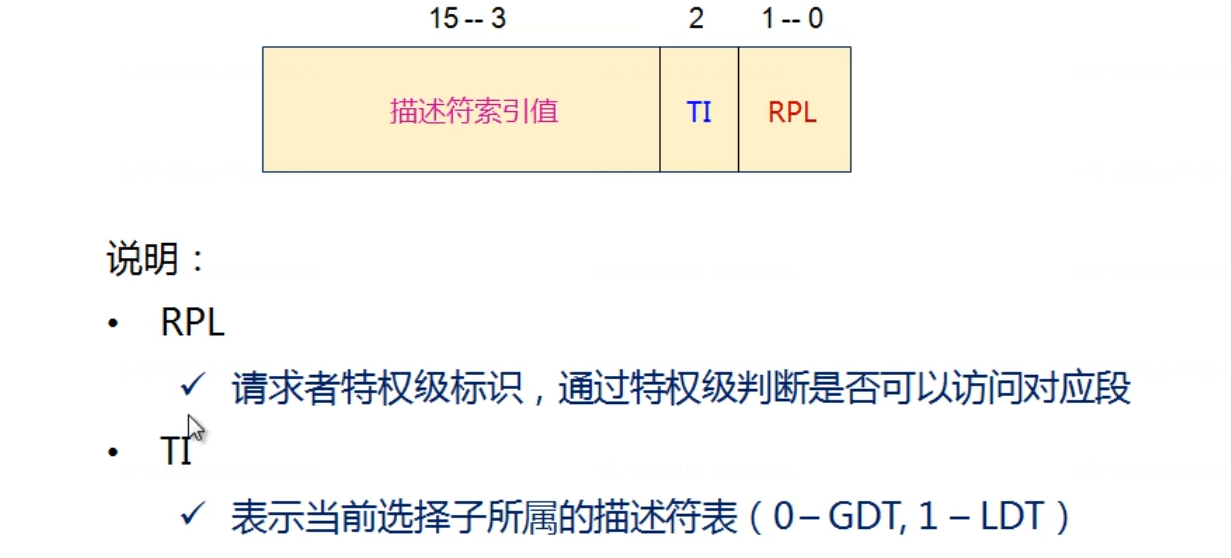 15 -- 3 2 1 -- 0
描述符索引值 TI RPL
说明：
• RPL
✓ 请求者特权级标识，通过特权级判断是否可以访问对应段
• TI
✓ 表示当前选择子所属的描述符表（0 – GDT, 1 – LDT）